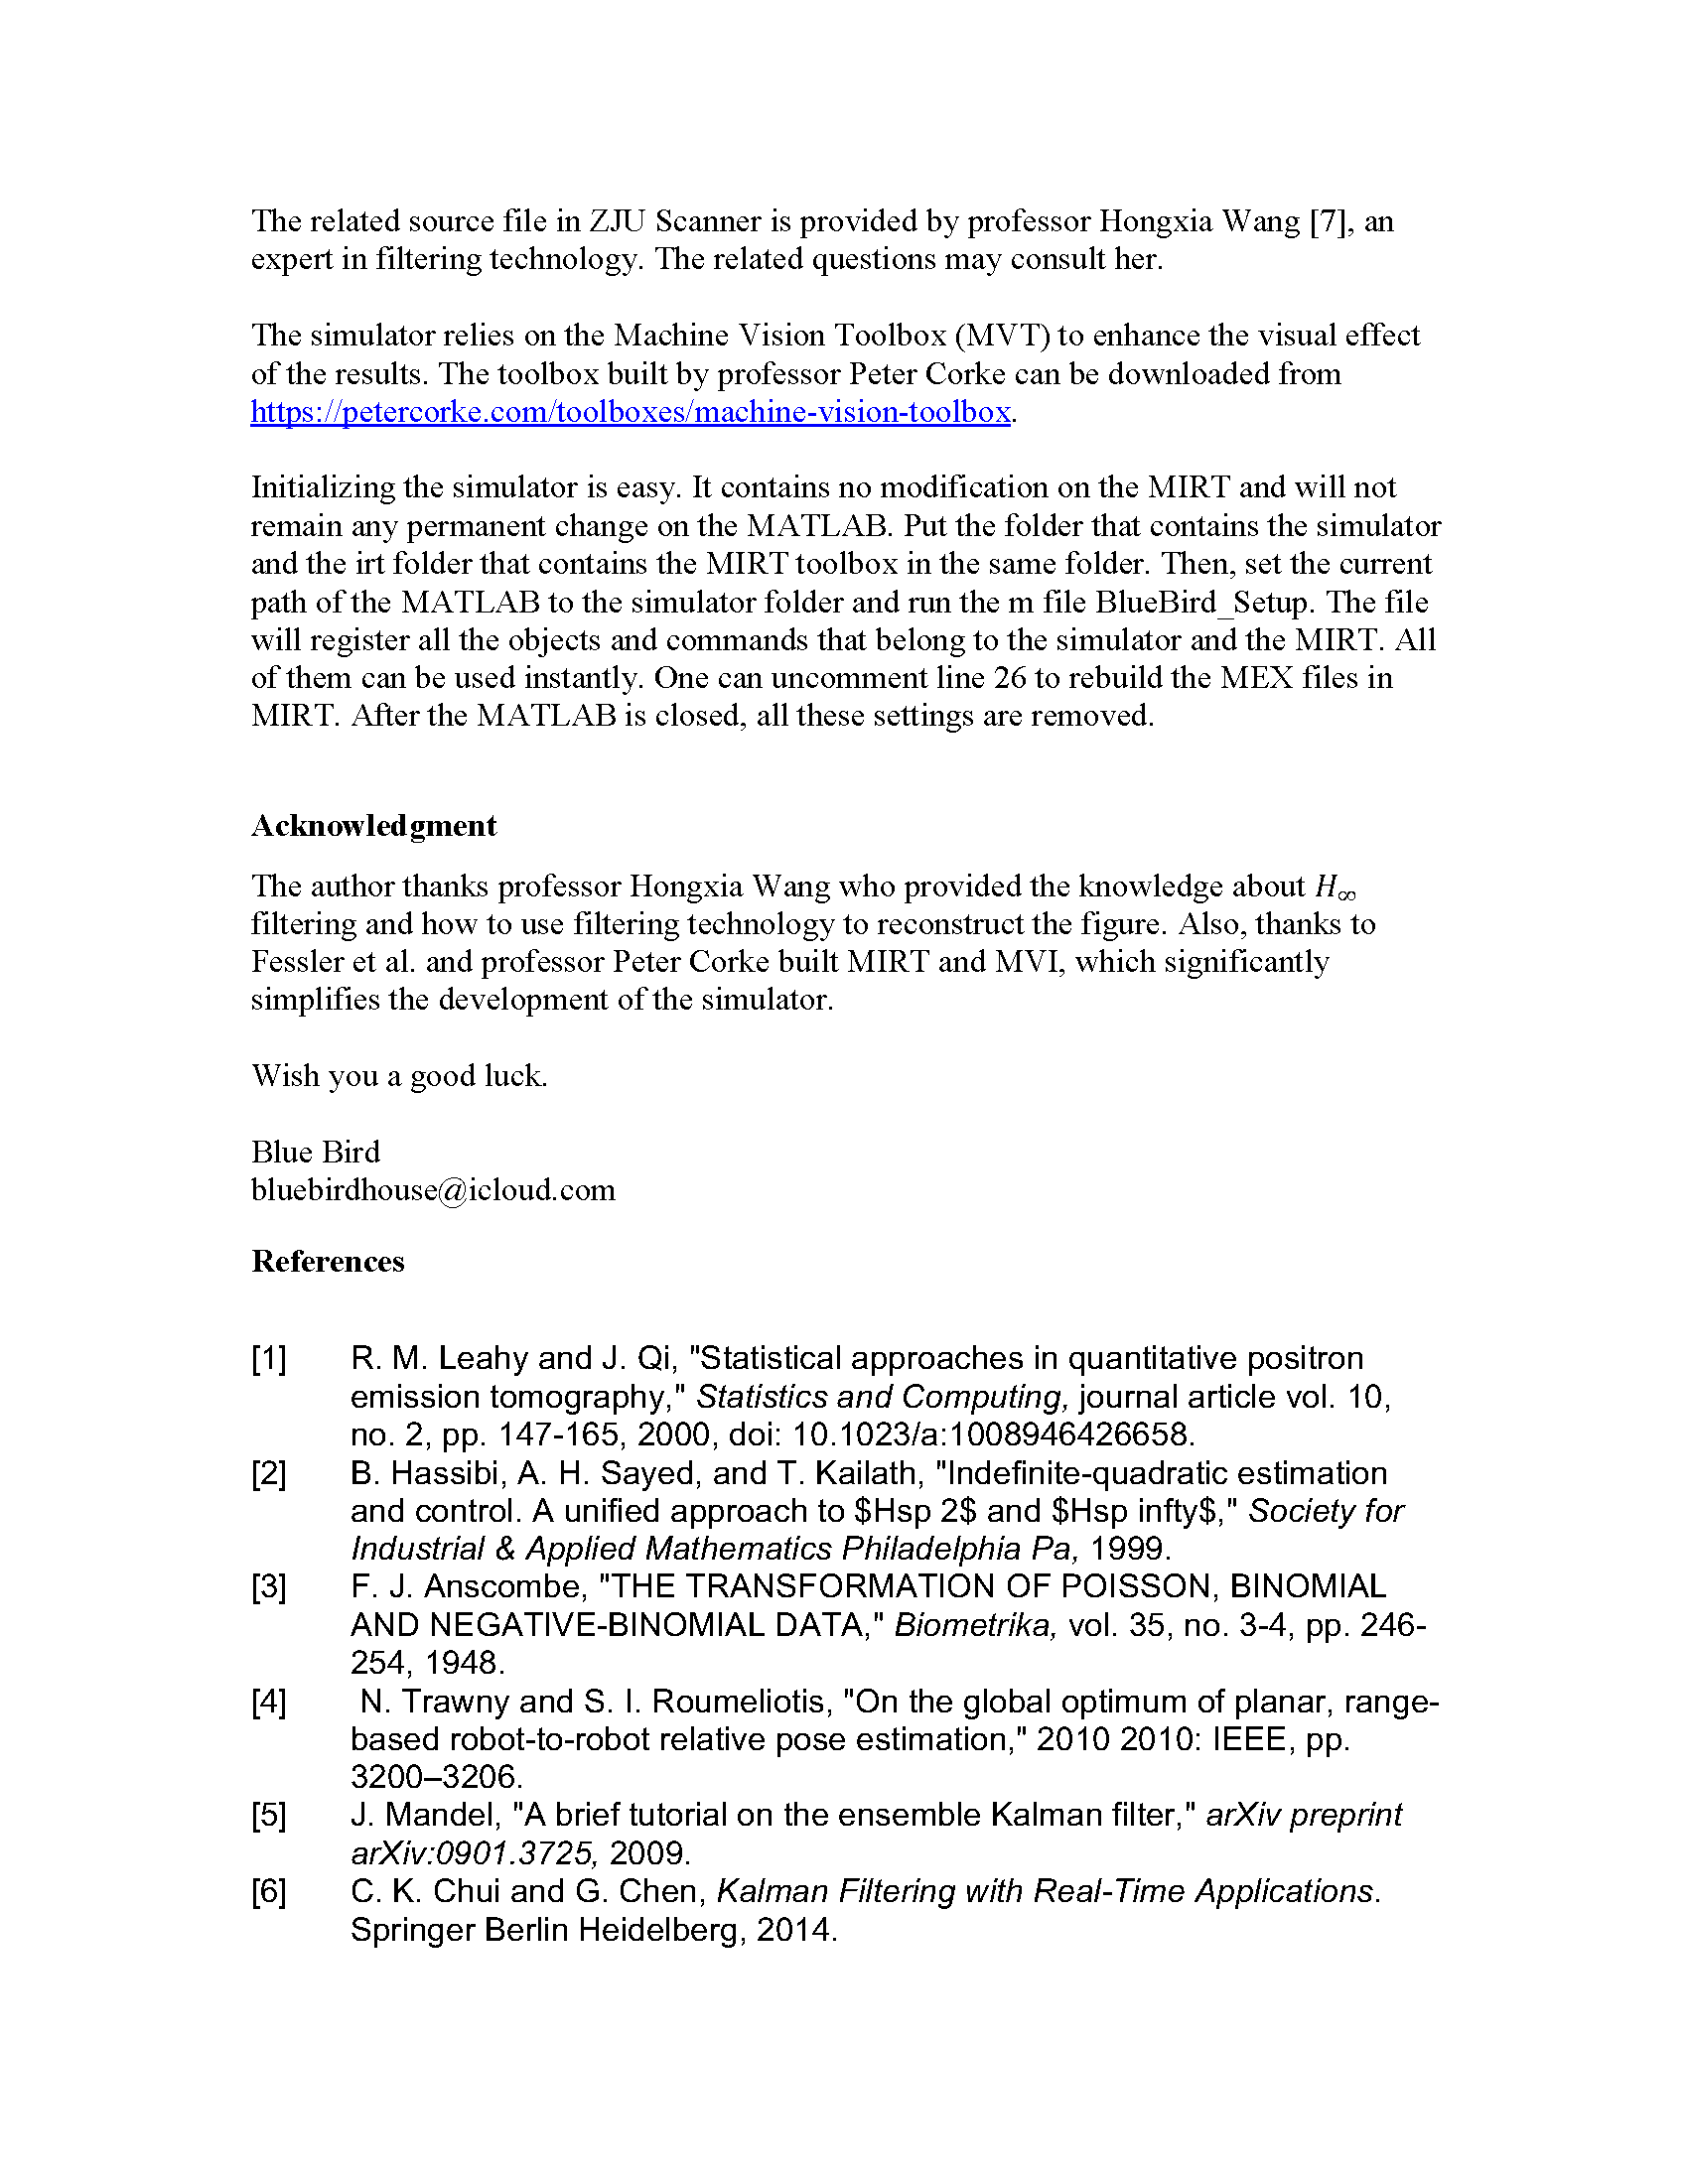 The related source file in ZJU Scanner is provided by professor Hongxia Wang [7], an
expert in filtering technology. The related questions may consult her.
The simulator relies on the Machine Vision Toolbox (MVT) to enhance the visual effect
of the results. The toolbox built by professor Peter Corke can be downloaded from
https://petercorke.com/toolboxes/machine-vision-toolbox.
Initializing the simulator is easy. It contains no modification on the MIRT and will not
remain any permanent change on the MATLAB. Put the folder that contains the simulator
and the irt folder that contains the MIRT toolbox in the same folder. Then, set the current
path of the MATLAB to the simulator folder and run the m file BlueBird_Setup. The file
will register all the objects and commands that belong to the simulator and the MIRT. All
of them can be used instantly. One can uncomment line 26 to rebuild the MEX files in
MIRT. After the MATLAB is closed, all these settings are removed.
Acknowledgment
The author thanks professor Hongxia Wang who provided the knowledge about H∞
filtering and how to use filtering technology to reconstruct the figure. Also, thanks to
Fessler et al. and professor Peter Corke built MIRT and MVI, which significantly
simplifies the development of the simulator.
Wish you a good luck.
Blue Bird
bluebirdhouse@icloud.com
References
[1] R. M. Leahy and J. Qi, "Statistical approaches in quantitative positron
emission tomography," Statistics and Computing, journal article vol. 10,
no. 2, pp. 147-165, 2000, doi: 10.1023/a:1008946426658.
[2] B. Hassibi, A. H. Sayed, and T. Kailath, "Indefinite-quadratic estimation
and control. A unified approach to $Hsp 2$ and $Hsp infty$," Society for
Industrial & Applied Mathematics Philadelphia Pa, 1999.
[3] F. J. Anscombe, "THE TRANSFORMATION OF POISSON, BINOMIAL
AND NEGATIVE-BINOMIAL DATA," Biometrika, vol. 35, no. 3-4, pp. 246-
254, 1948.
[4] N. Trawny and S. I. Roumeliotis, "On the global optimum of planar, range-
based robot-to-robot relative pose estimation," 2010 2010: IEEE, pp.
3200–3206.
[5] J. Mandel, "A brief tutorial on the ensemble Kalman filter," arXiv preprint
arXiv:0901.3725, 2009.
[6] C. K. Chui and G. Chen, Kalman Filtering with Real-Time Applications.
Springer Berlin Heidelberg, 2014.